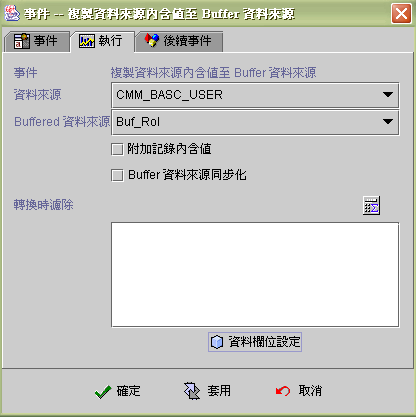 事件 -- 複製資料來源內含值至 Buffer 資料來源
事件 執行 後續事件
事件 複製資料來源內含值至 Buffer 資料來源
資料來源 CMM_BASC_USER
Buffered 資料來源 Buf_Rol
附加記錄內含值
Buffer 資料來源同步化
轉換時濾除
資料欄位設定
確定 套用 取消